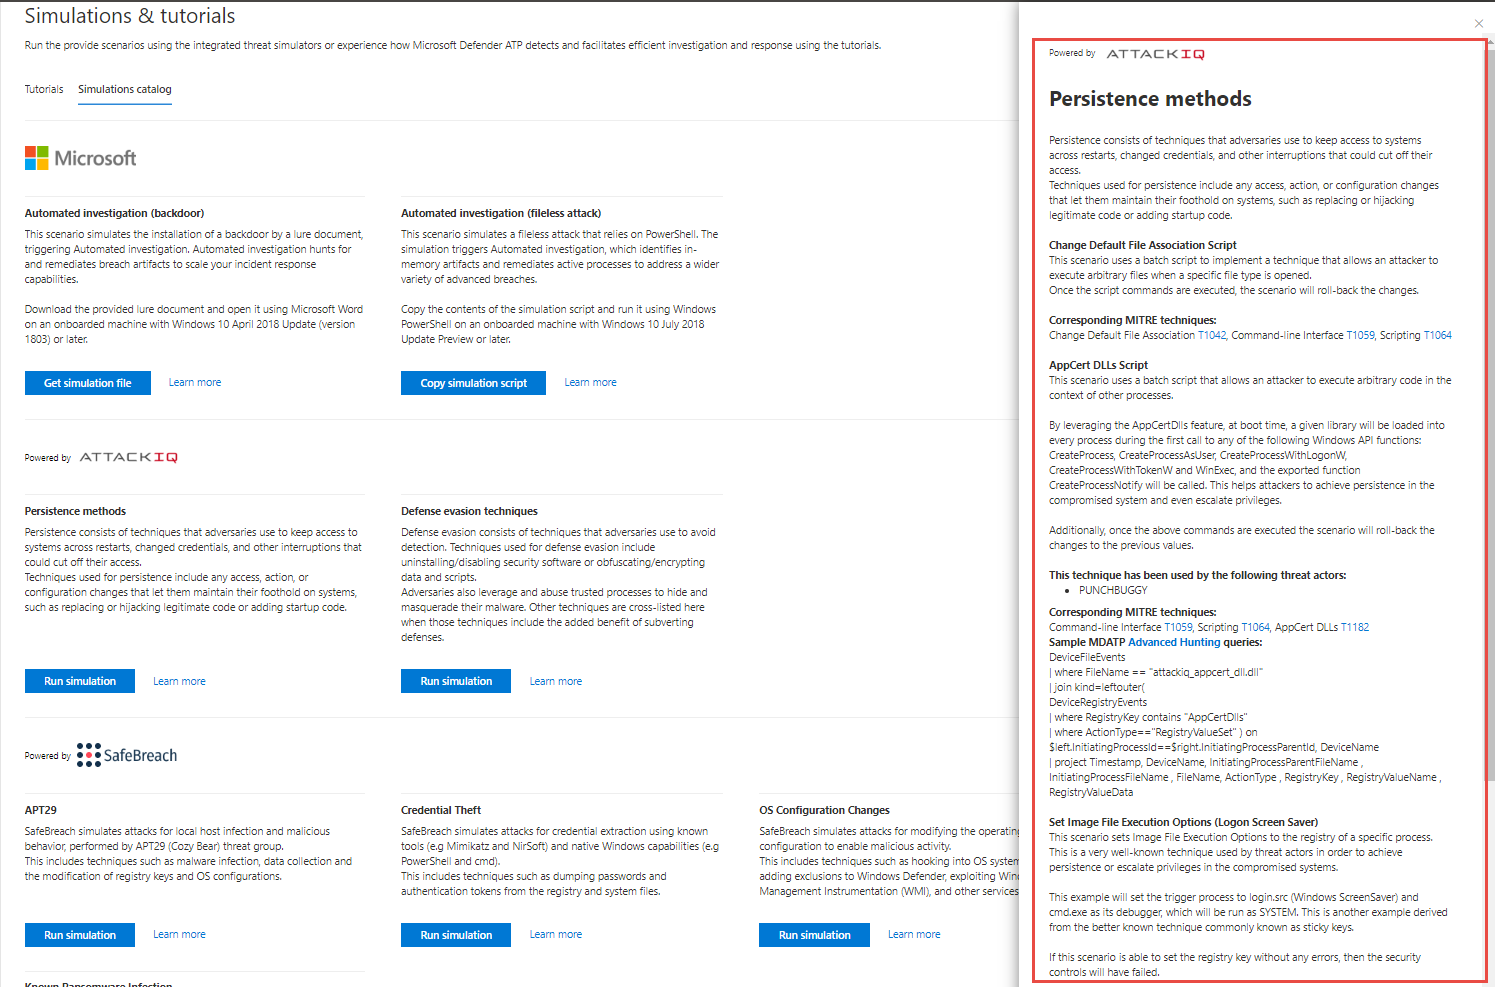 Simulations & tutorials
Run the provide scenarios using the integrated threat simulators or experience how Microsoft Defender ATP detects and facilitates efficient investigation and response using the tutorials.
Tutorials
Simulations catalog
Microsoft
Automated investigation (backdoor)
This scenario simulates the installation of a backdoor by a lure document,
triggering Automated investigation. Automated investigation hunts for
and remediates breach artifacts to scale your incident response
capabilities.
Download the provided lure document and open it using Microsoft Word
on an onboarded machine with Windows 10 April 2018 Update (version
1803) or later.
Get simulation file
Learn more
Automated investigation (fileless attack)
This scenario simulates a fileless attack that relies on PowerShell. The
simulation triggers Automated investigation, which identifies in-
memory artifacts and remediates active processes to address a wider
variety of advanced breaches.
Copy the contents of the simulation script and run it using Windows
PowerShell on an onboarded machine with Windows 10 July 2018
Update Preview or later.
Copy simulation script
Learn more
Powered by ATTACKIQ
Persistence methods
Persistence consists of techniques that adversaries use to keep access to
systems across restarts, changed credentials, and other interruptions that
could cut off their access.
Techniques used for persistence include any access, action, or
configuration changes that let them maintain their foothold on systems,
such as replacing or hijacking legitimate code or adding startup code.
Run simulation
Learn more
Defense evasion techniques
Defense evasion consists of techniques that adversaries use to avoid
detection. Techniques used for defense evasion include
uninstalling/disabling security software or obfuscating/encrypting
data and scripts.
Adversaries also leverage and abuse trusted processes to hide and
masquerade their malware. Other techniques are cross-listed here
when those techniques include the added benefit of subverting
defenses.
Run simulation
Learn more
Powered by SafeBreach
APT29
SafeBreach simulates attacks for local host infection and malicious
behavior, performed by APT29 (Cozy Bear) threat group.
This includes techniques such as malware infection, data collection and
the modification of registry keys and OS configurations.
Run simulation
Learn more
Credential Theft
SafeBreach simulates attacks for credential extraction using known
tools (e.g Mimikatz and NirSoft) and native Windows capabilities (e.g
PowerShell and cmd).
This includes techniques such as dumping passwords and
authentication tokens from the registry and system files.
Run simulation
Learn more
OS Configuration Changes
SafeBreach simulates attacks for modifying the operating
configuration to enable malicious activity.
This includes techniques such as hooking into OS system
adding exclusions to Windows Defender, exploiting Win
Management Instrumentation (WMI), and other services
Run simulation
Learn more
Known Ransomware Infection
Powered by ATTACKIQ
Persistence methods
Persistence consists of techniques that adversaries use to keep access to systems
across restarts, changed credentials, and other interruptions that could cut off their
access.
Techniques used for persistence include any access, action, or configuration changes
that let them maintain their foothold on systems, such as replacing or hijacking
legitimate code or adding startup code.
Change Default File Association Script
This scenario uses a batch script to implement a technique that allows an attacker to
execute arbitrary files when a specific file type is opened.
Once the script commands are executed, the scenario will roll-back the changes.
Corresponding MITRE techniques:
Change Default File Association T1042, Command-line Interface T1059, Scripting T1064
AppCert DLLs Script
This scenario uses a batch script that allows an attacker to execute arbitrary code in the
context of other processes.
By leveraging the AppCertDlls feature, at boot time, a given library will be loaded into
every process during the first call to any of the following Windows API functions:
CreateProcess, CreateProcessAsUser, CreateProcessWithLogonW,
CreateProcessWithTokenW and WinExec, and the exported function
CreateProcessNotify will be called. This helps attackers to achieve persistence in the
compromised system and even escalate privileges.
Additionally, once the above commands are executed the scenario will roll-back the
changes to the previous values.
This technique has been used by the following threat actors:
• PUNCHBUGGY
Corresponding MITRE techniques:
Command-line Interface T1059, Scripting T1064, AppCert DLLs T1182
Sample MDATP Advanced Hunting queries:
DeviceFileEvents
| where FileName == "attackiq_appcert_dll.dll"
| join kind=leftouter(
DeviceRegistryEvents
| where RegistryKey contains "AppCertDlls"
| where ActionType=="RegistryValueSet" ) on
$left.InitiatingProcessId==$right.InitiatingProcessParentId, DeviceName
| project Timestamp, DeviceName, InitiatingProcessParentFileName ,
InitiatingProcessFileName , FileName, ActionType , RegistryKey , RegistryValueName ,
RegistryValueData
Set Image File Execution Options (Logon Screen Saver)
This scenario sets Image File Execution Options to the registry of a specific process.
This is a very well-known technique used by threat actors in order to achieve
persistence or escalate privileges in the compromised systems.
This example will set the trigger process to login.src (Windows ScreenSaver) and
cmd.exe as its debugger, which will be run as SYSTEM. This is another example derived
from the better known technique commonly known as sticky keys.
If this scenario is able to set the registry key without any errors, then the security
controls will have failed.